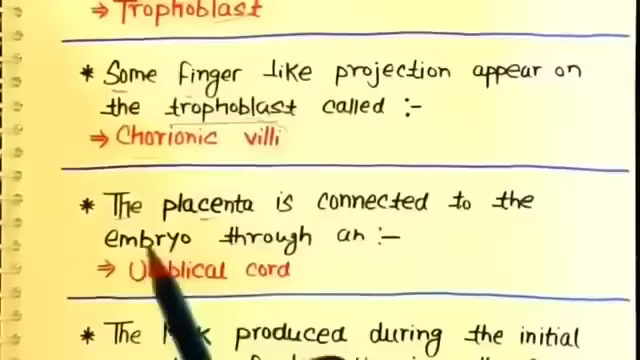 ⇒ Trophoblast
* Some finger like projection appear on
the trophoblast called :-
⇒ Chorionic villi
* The placenta is connected to the
embryo through an :-
⇒ cord
* The produced during the initial